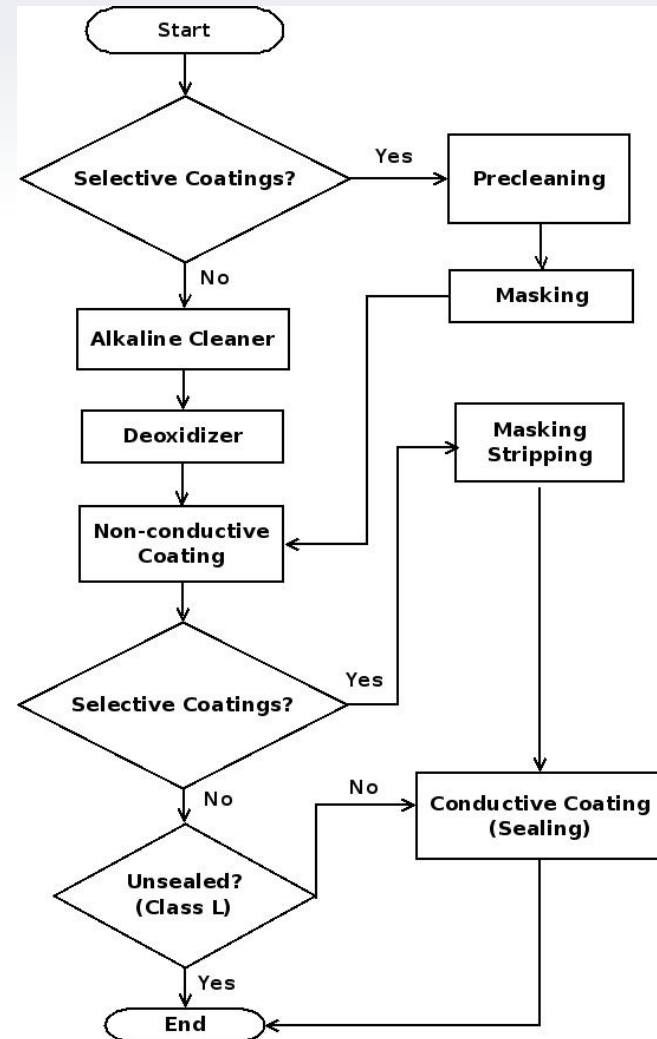 Start
Selective Coatings?
Yes
Precleaning
No
Masking
Alkaline Cleaner
Deoxidizer
Masking
Stripping
Non-conductive
Coating
Selective Coatings?
Yes
No
No
Conductive Coating
(Sealing)
Unsealed?
(Class L)
Yes
End